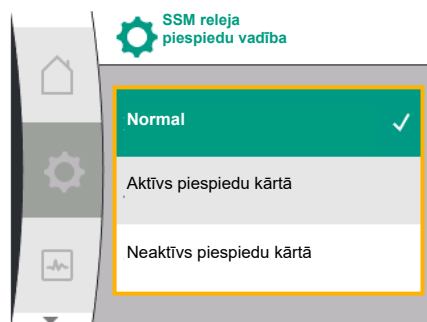 SSM releja
piespiedu vadība
Normal
Aktīvs piespiedu kārtā
Neaktīvs piespiedu kārtā